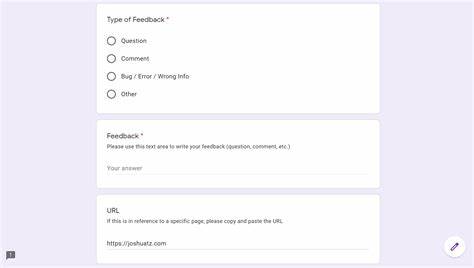 Type of Feedback *
Question
Comment
Bug / Error / Wrong Info
Other
Feedback *
Please use this text area to write your feedback (question, comment, etc.)
Your answer
URL
If this is in reference to a specific page, please copy and paste the URL
https://joshuatz.com